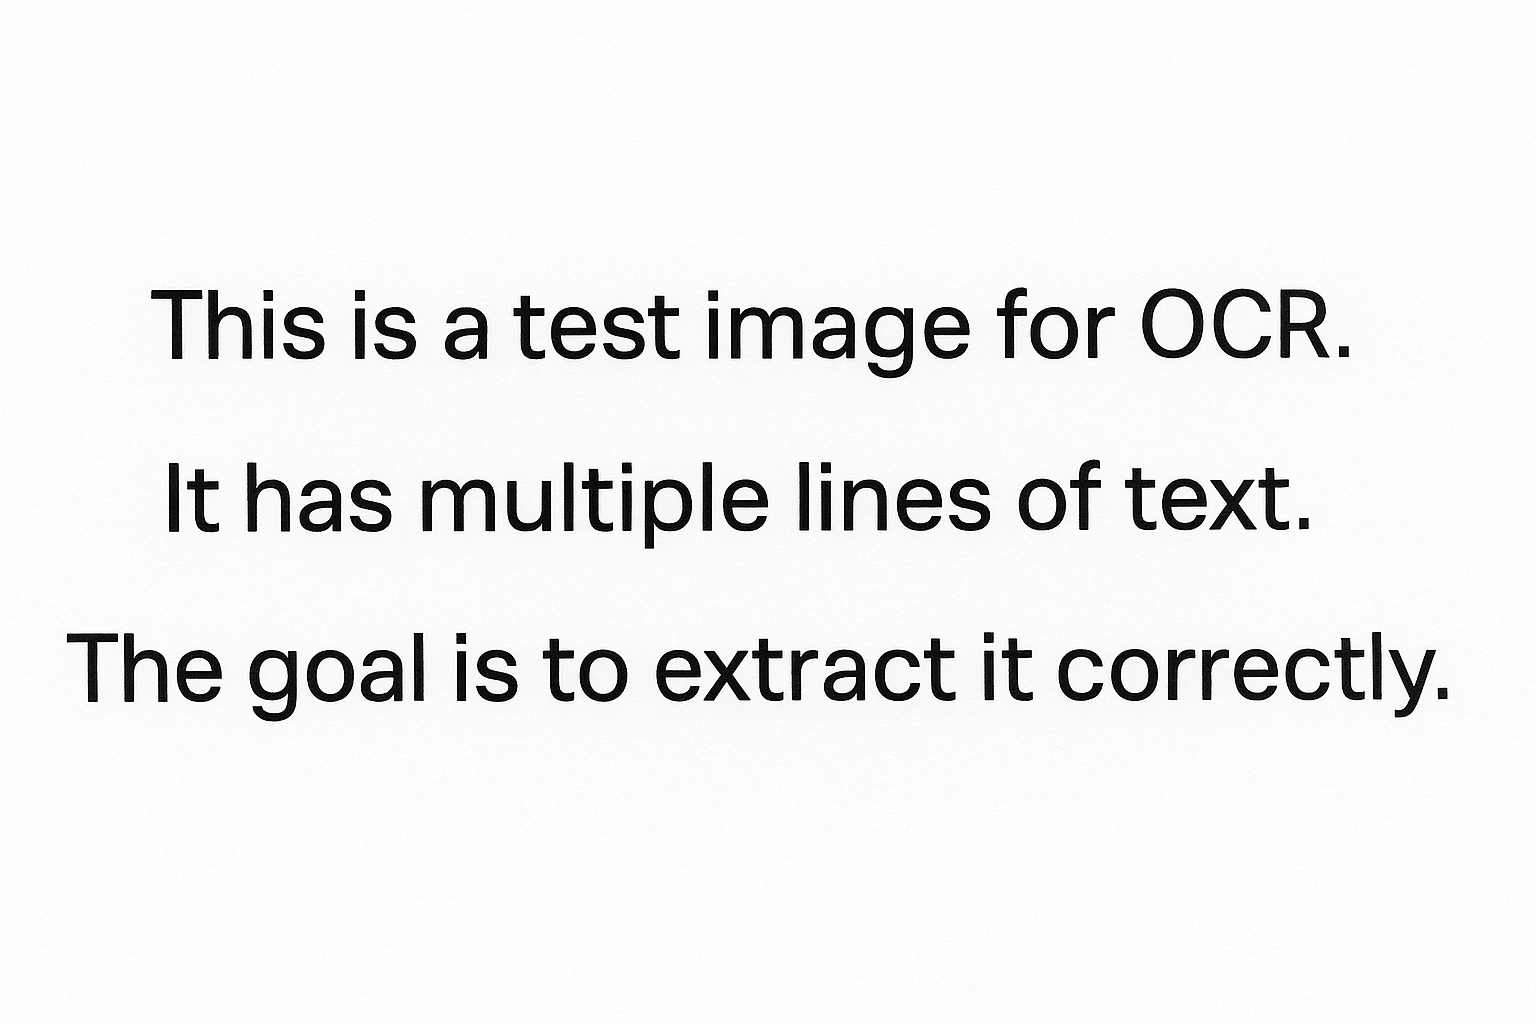 This is a test image for OCR.
It has multiple lines of text.
The goal is to extract it correctly.